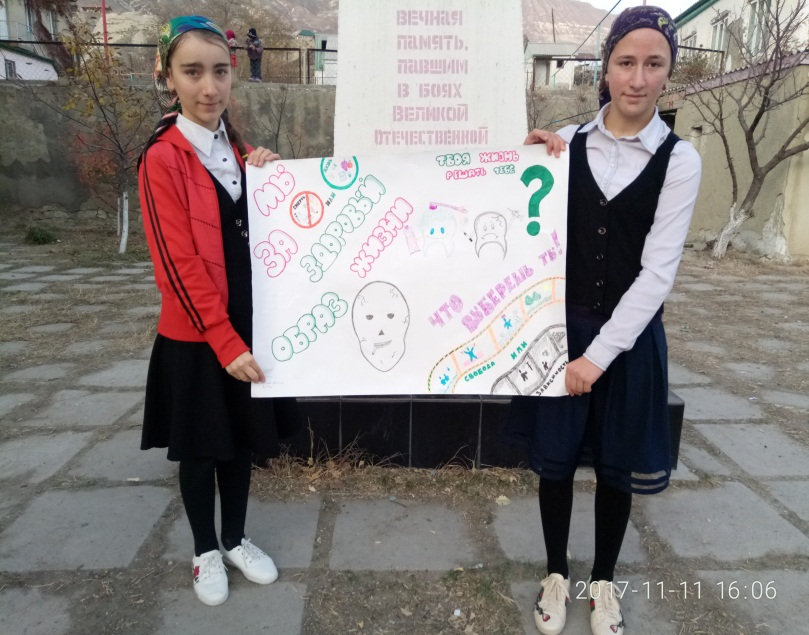 ВЕЧНАЯ
ПАМЯТЬ,
ПАВШИМ
В БОЯХ
ВЕЛИКОЙ
ОТЕЧЕСТВЕННОЙ
МЫ
ЗА
ЗДОРОВЫЙ
ОБРАЗ
ЖИЗНИ
ТВОЯ ЖИЗНЬ
РЕШАТЬ ТЕБЕ
?
ЧТО
ВЫБЕРЕШЬ ТЫ!
СВОБОДА ИЛИ
ЗАВИСИМОСТЬ
2017-11-11 16:06